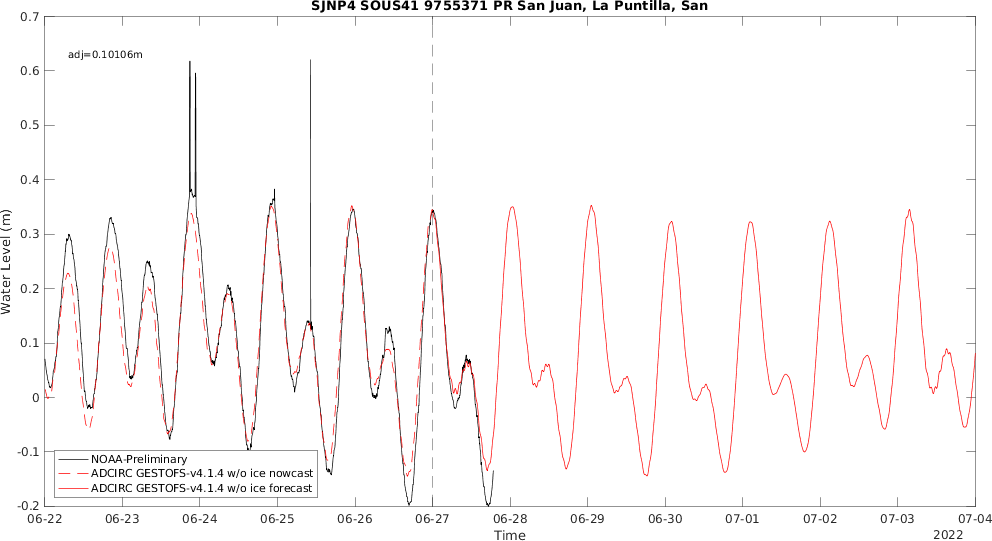 SJNP4 SOUS41 9755371 PR San Juan, La Puntilla, San
adj=0.10106m
0.7
0.6
0.5
0.4
0.3
0.2
0.1
0
-0.1
-0.2
Water Level (m)
NOAA-Preliminary
ADCIRC GESTOFS-v4.1.4 w/o ice nowcast
ADCIRC GESTOFS-v4.1.4 w/o ice forecast
06-22 06-23 06-24 06-25 06-26 06-27 06-28 06-29 06-30 07-01 07-02 07-03 07-04
Time
2022